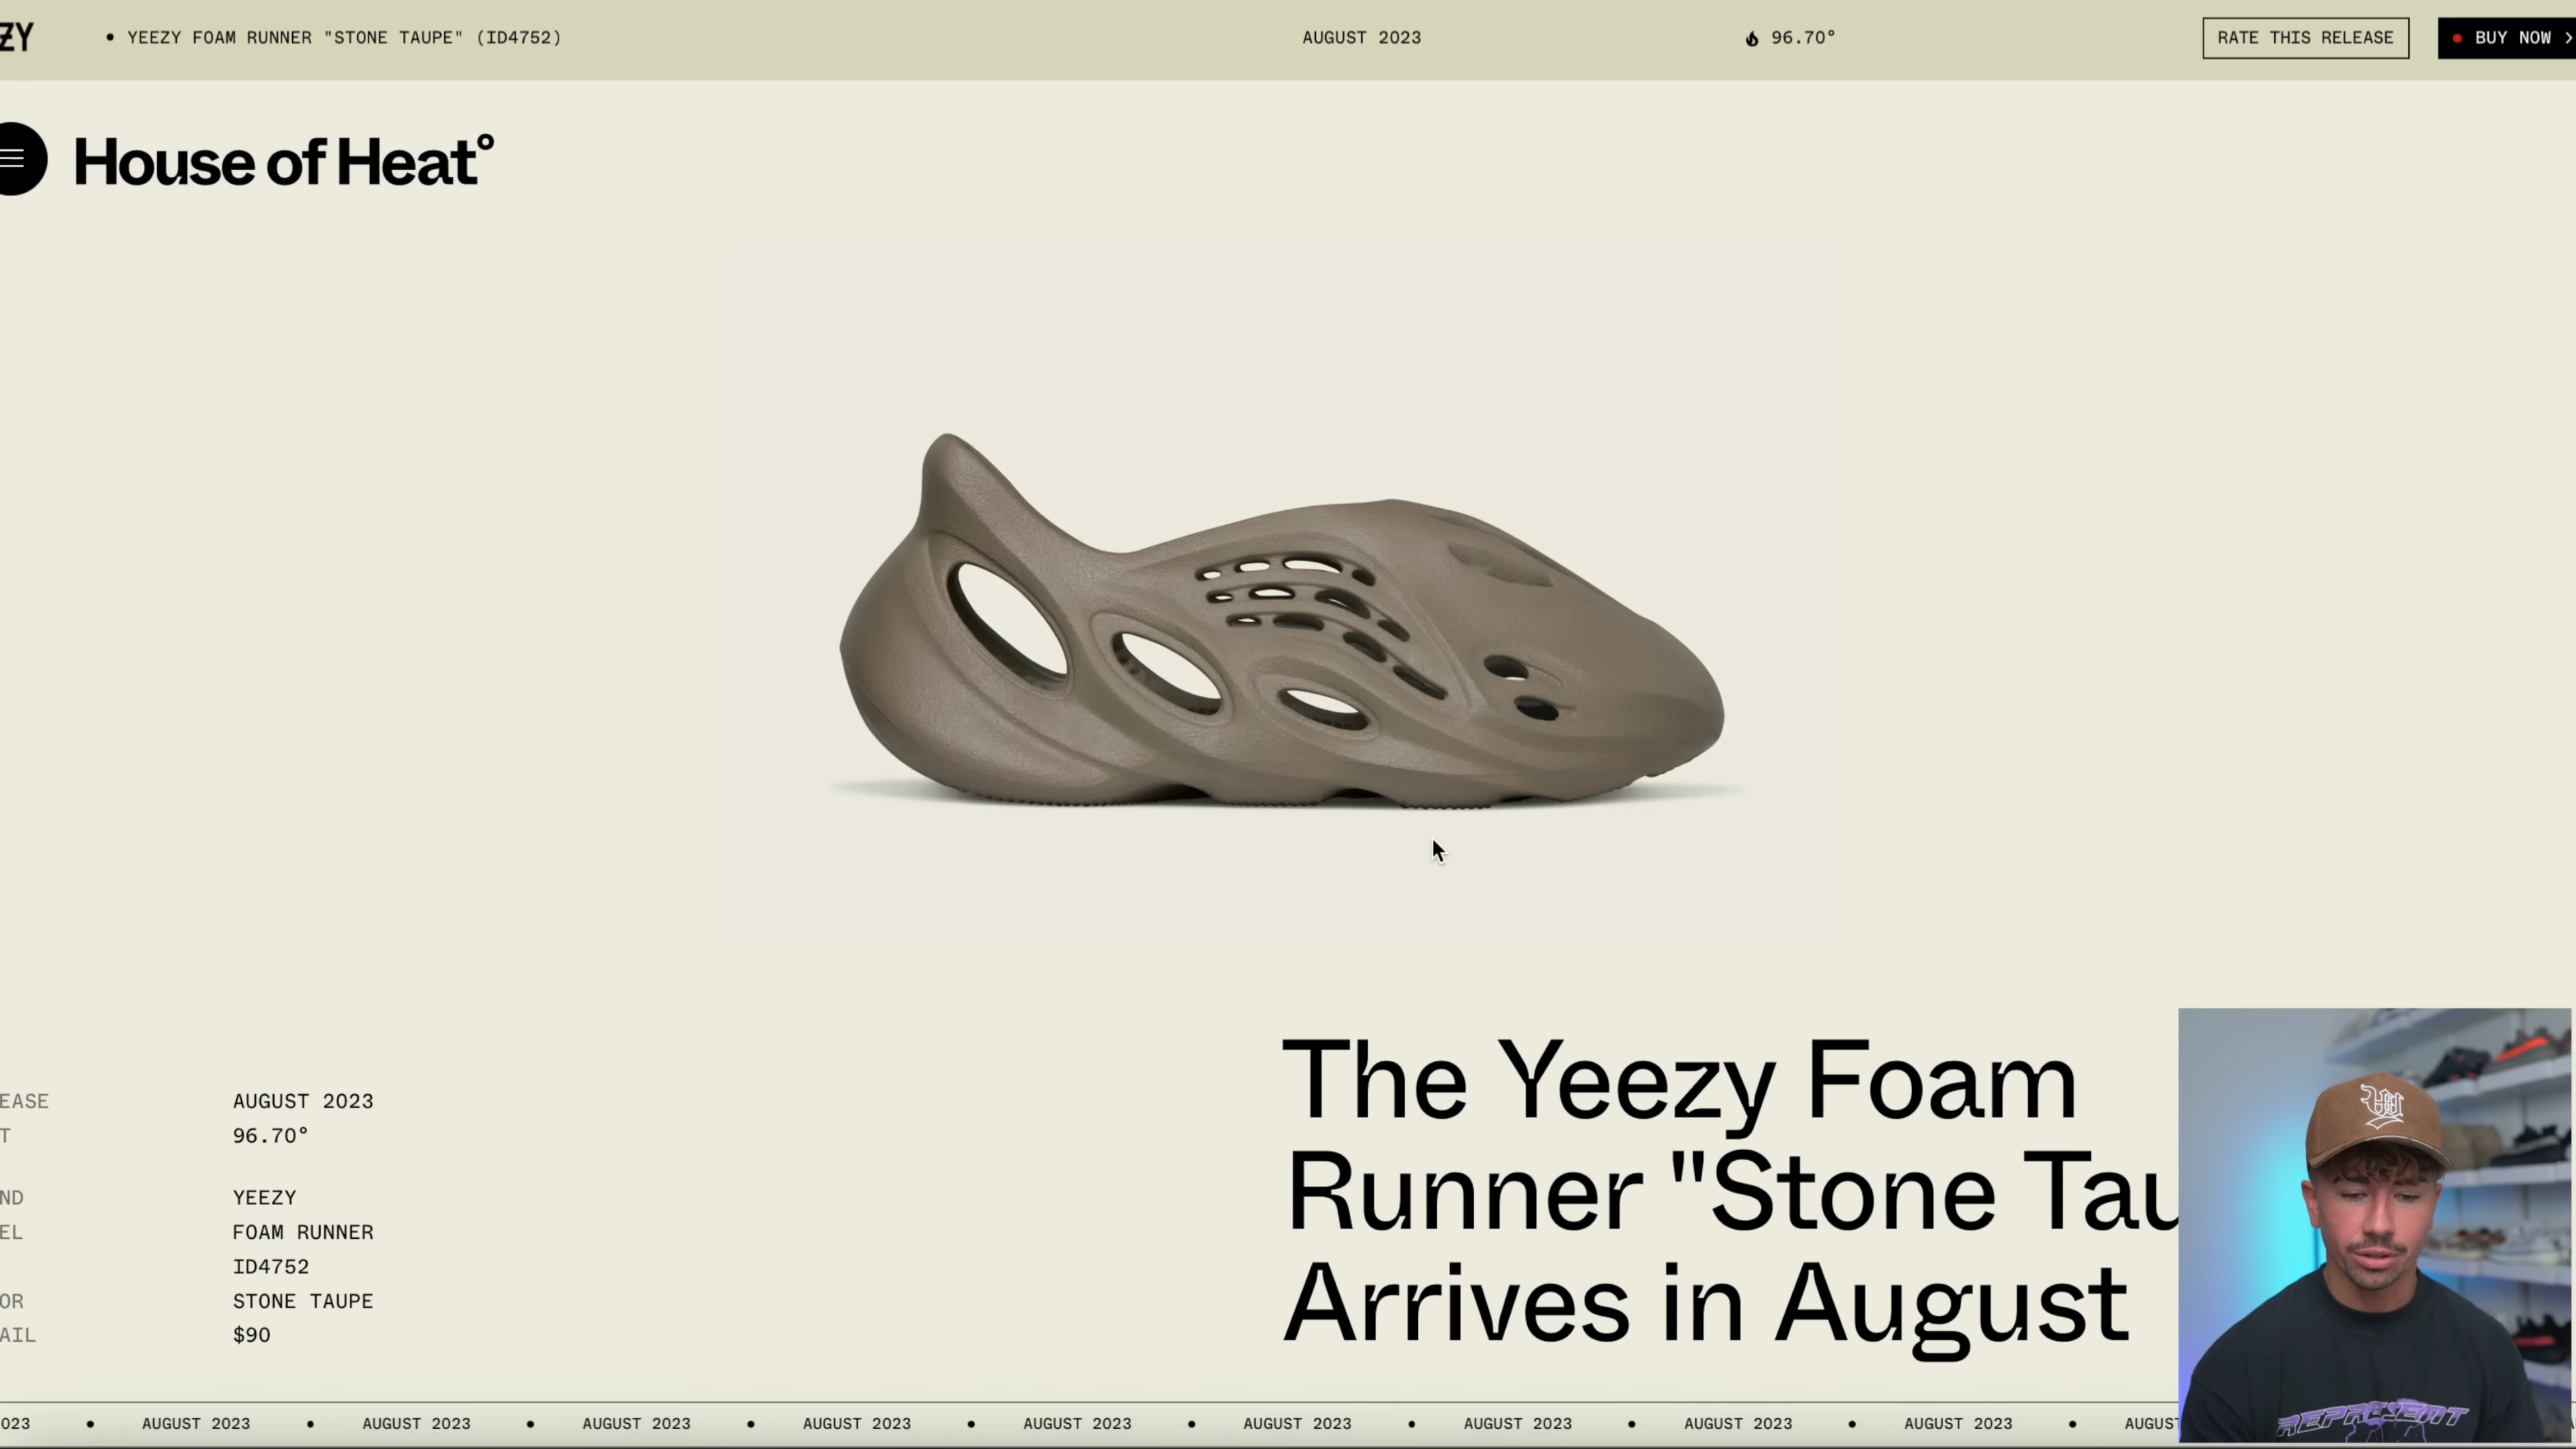 ZY
• YEEZY FOAM RUNNER "STONE TAUPE" (ID4752)
AUGUST 2023
96.70°
RATE THIS RELEASE
BUY NOW >
House of Heat°
The Yeezy Foam
Runner "Stone Tau
Arrives in August
EASE AUGUST 2023
T 96.70°
ND YEEZY
EL FOAM RUNNER
ID4752
OR STONE TAUPE
AIL $90
023 • AUGUST 2023 • AUGUST 2023 • AUGUST 2023 • AUGUST 2023 • AUGUST 2023 • AUGUST 2023 • AUGUST 2023 • AUGUST 2023 • AUGUST 2023 • AUGUST
W
REPRESENT